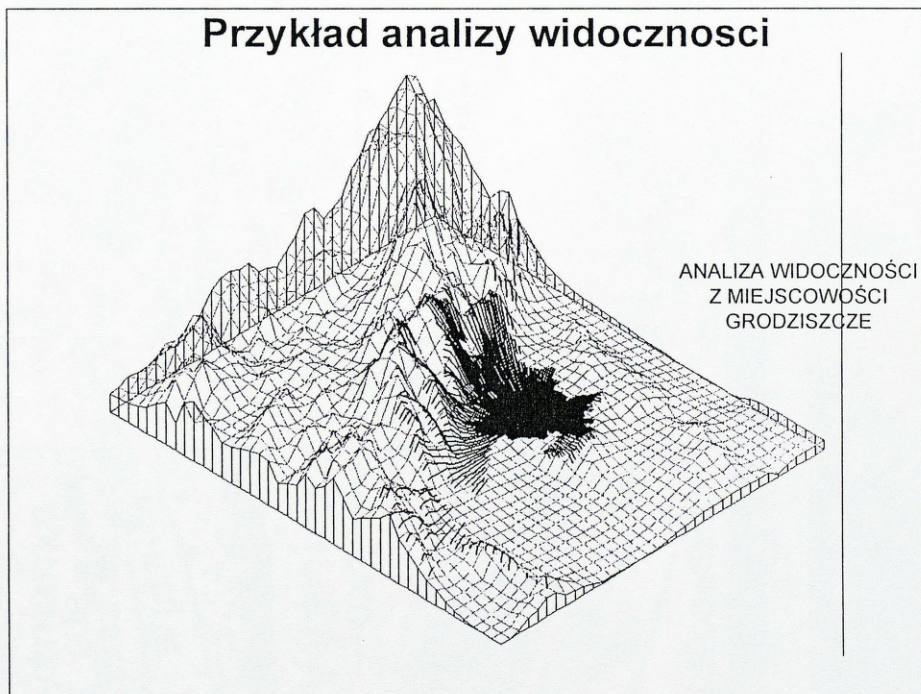 Przykład analizy widocznosci
ANALIZA WIDOCZNOŚCI
Z MIEJSCOWOŚCI
GRODZISZCZE